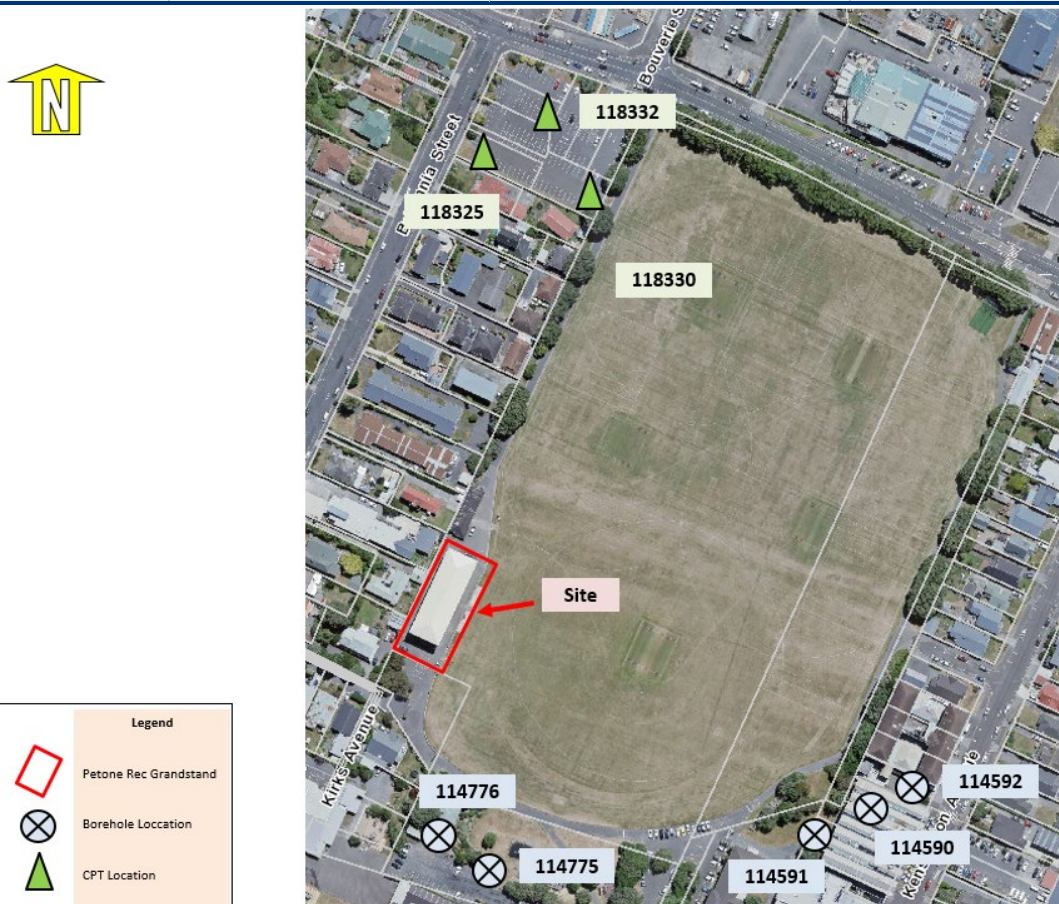 N
Bouverie S
118332
118325
118330
Site
Kirks Avenue
114776
114775
114592
114590
114591
Legend
Petone Rec Grandstand
Borehole Loccation
CPT Location